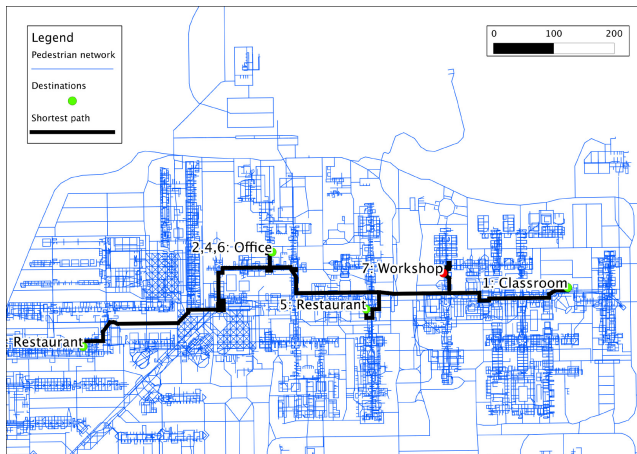 Legend
Pedestrian network
Destinations
Shortest path
0 100 200
2,4,6: Office
7: Workshop
1: Classroom
5: Restaurant
: Restaurant